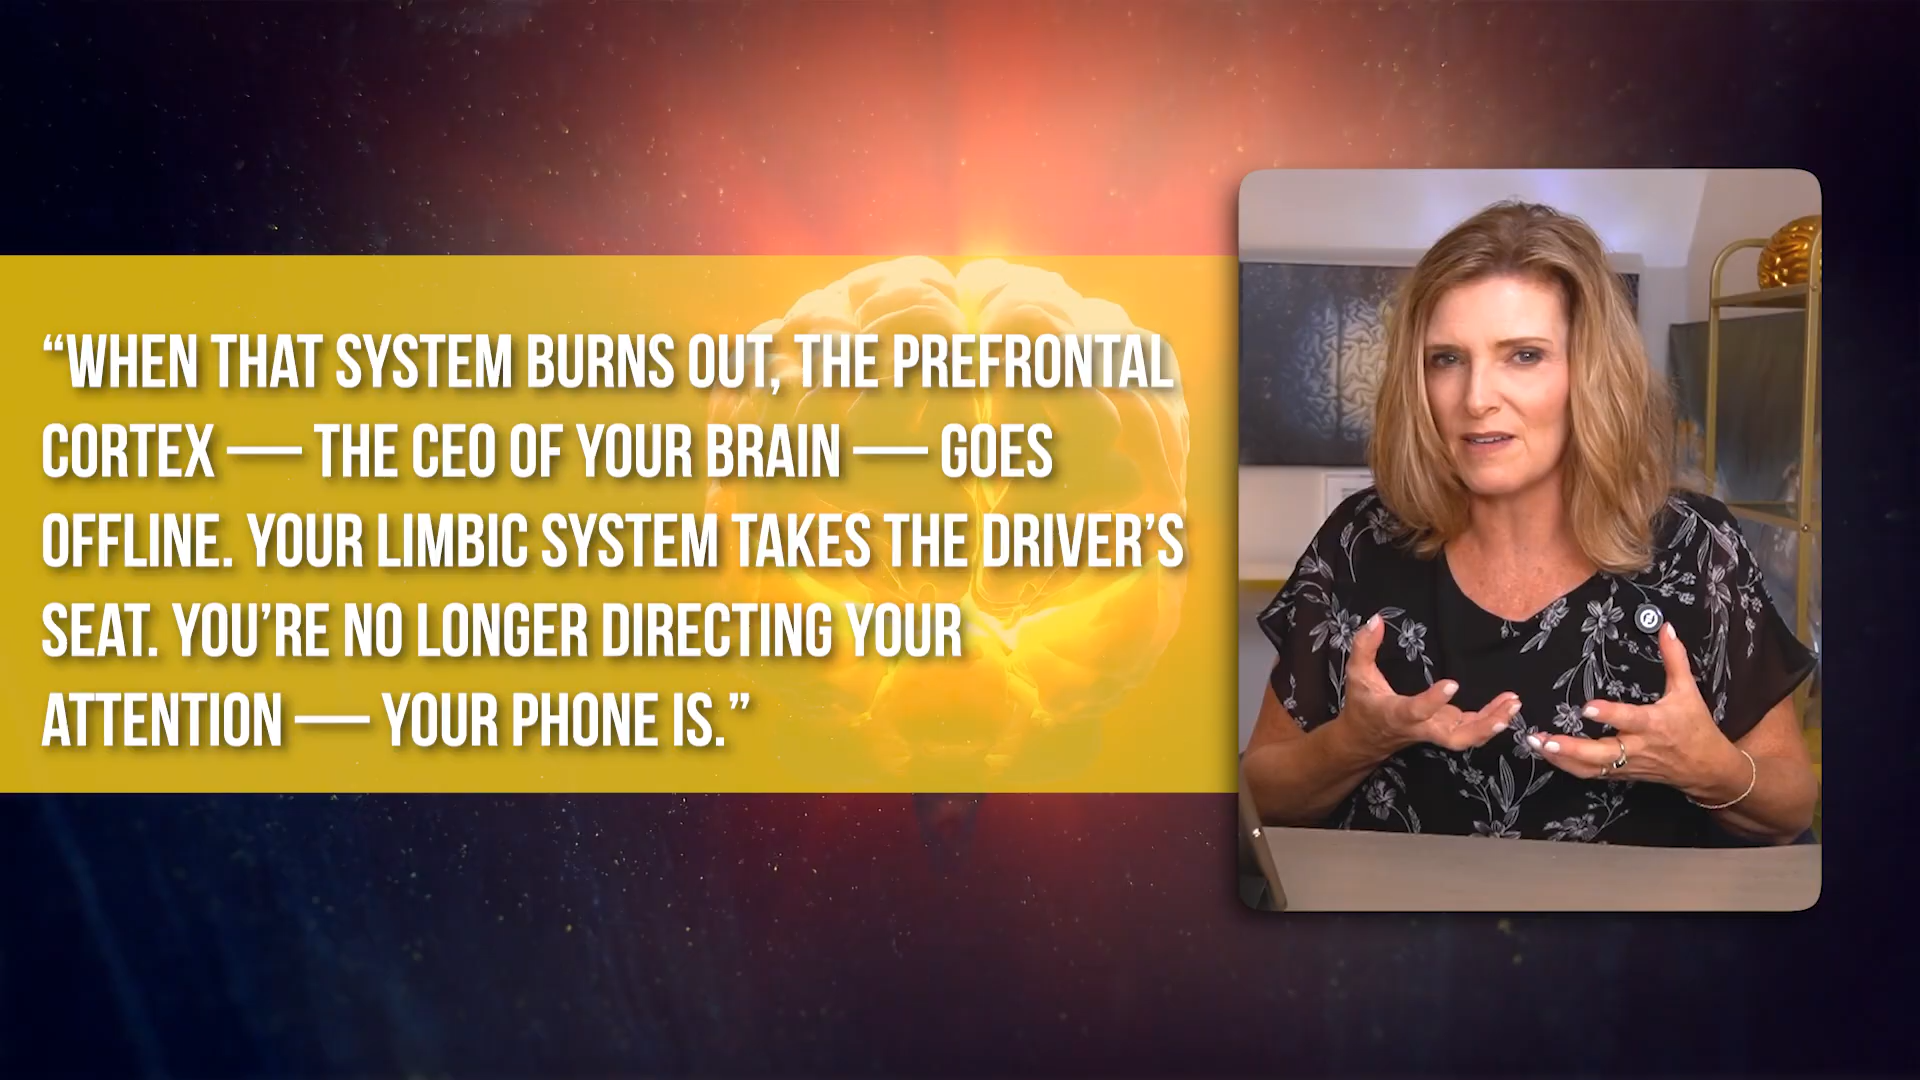 “WHEN THAT SYSTEM BURNS OUT, THE PREFRONTAL
CORTEX — THE CEO OF YOUR BRAIN — GOES
OFFLINE. YOUR LIMBIC SYSTEM TAKES THE DRIVER’S
SEAT. YOU’RE NO LONGER DIRECTING YOUR
ATTENTION — YOUR PHONE IS.”